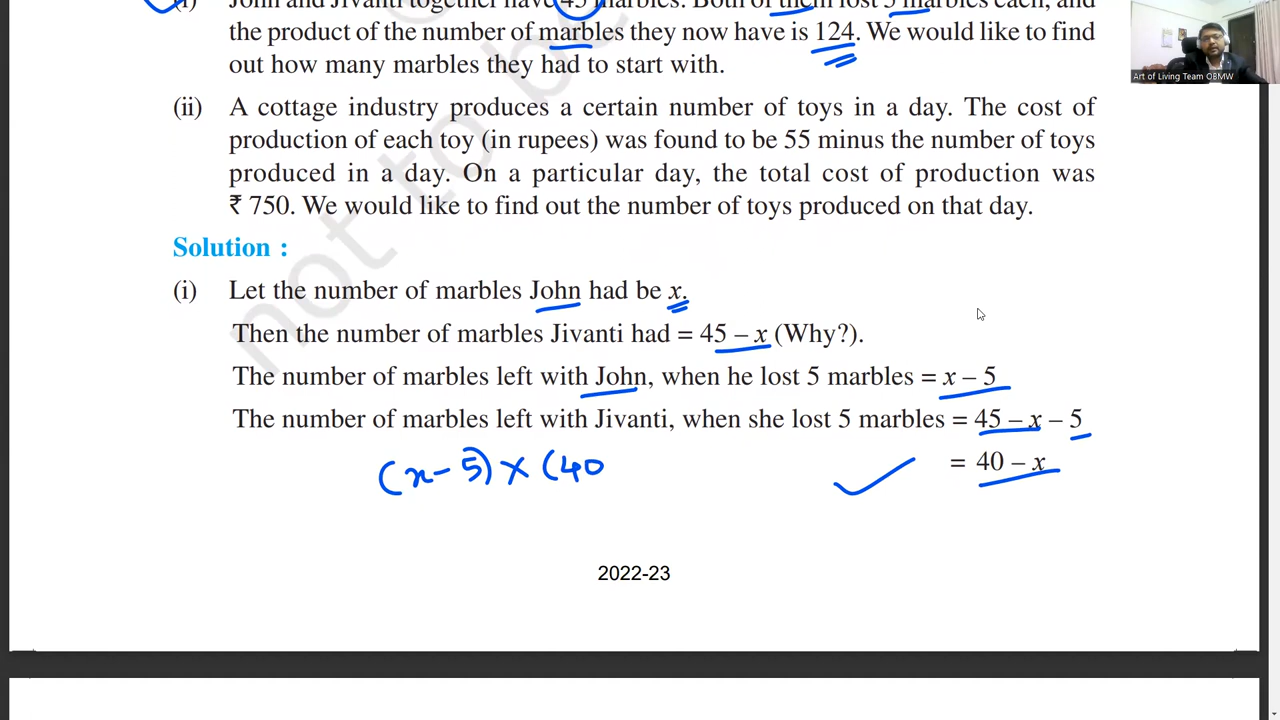 (i) John and Jivanti together have 45 marbles. Both of them lost 5 marbles each, and
the product of the number of marbles they now have is 124. We would like to find
out how many marbles they had to start with.
Art of Living Team OBMW
(ii) A cottage industry produces a certain number of toys in a day. The cost of
production of each toy (in rupees) was found to be 55 minus the number of toys
produced in a day. On a particular day, the total cost of production was
₹ 750. We would like to find out the number of toys produced on that day.
Solution :
(i) Let the number of marbles John had be x.
Then the number of marbles Jivanti had = 45 – x (Why?).
The number of marbles left with John, when he lost 5 marbles = x – 5
The number of marbles left with Jivanti, when she lost 5 marbles = 45 – x – 5
= 40 – x
(x-5) × (40
2022-23
not to be